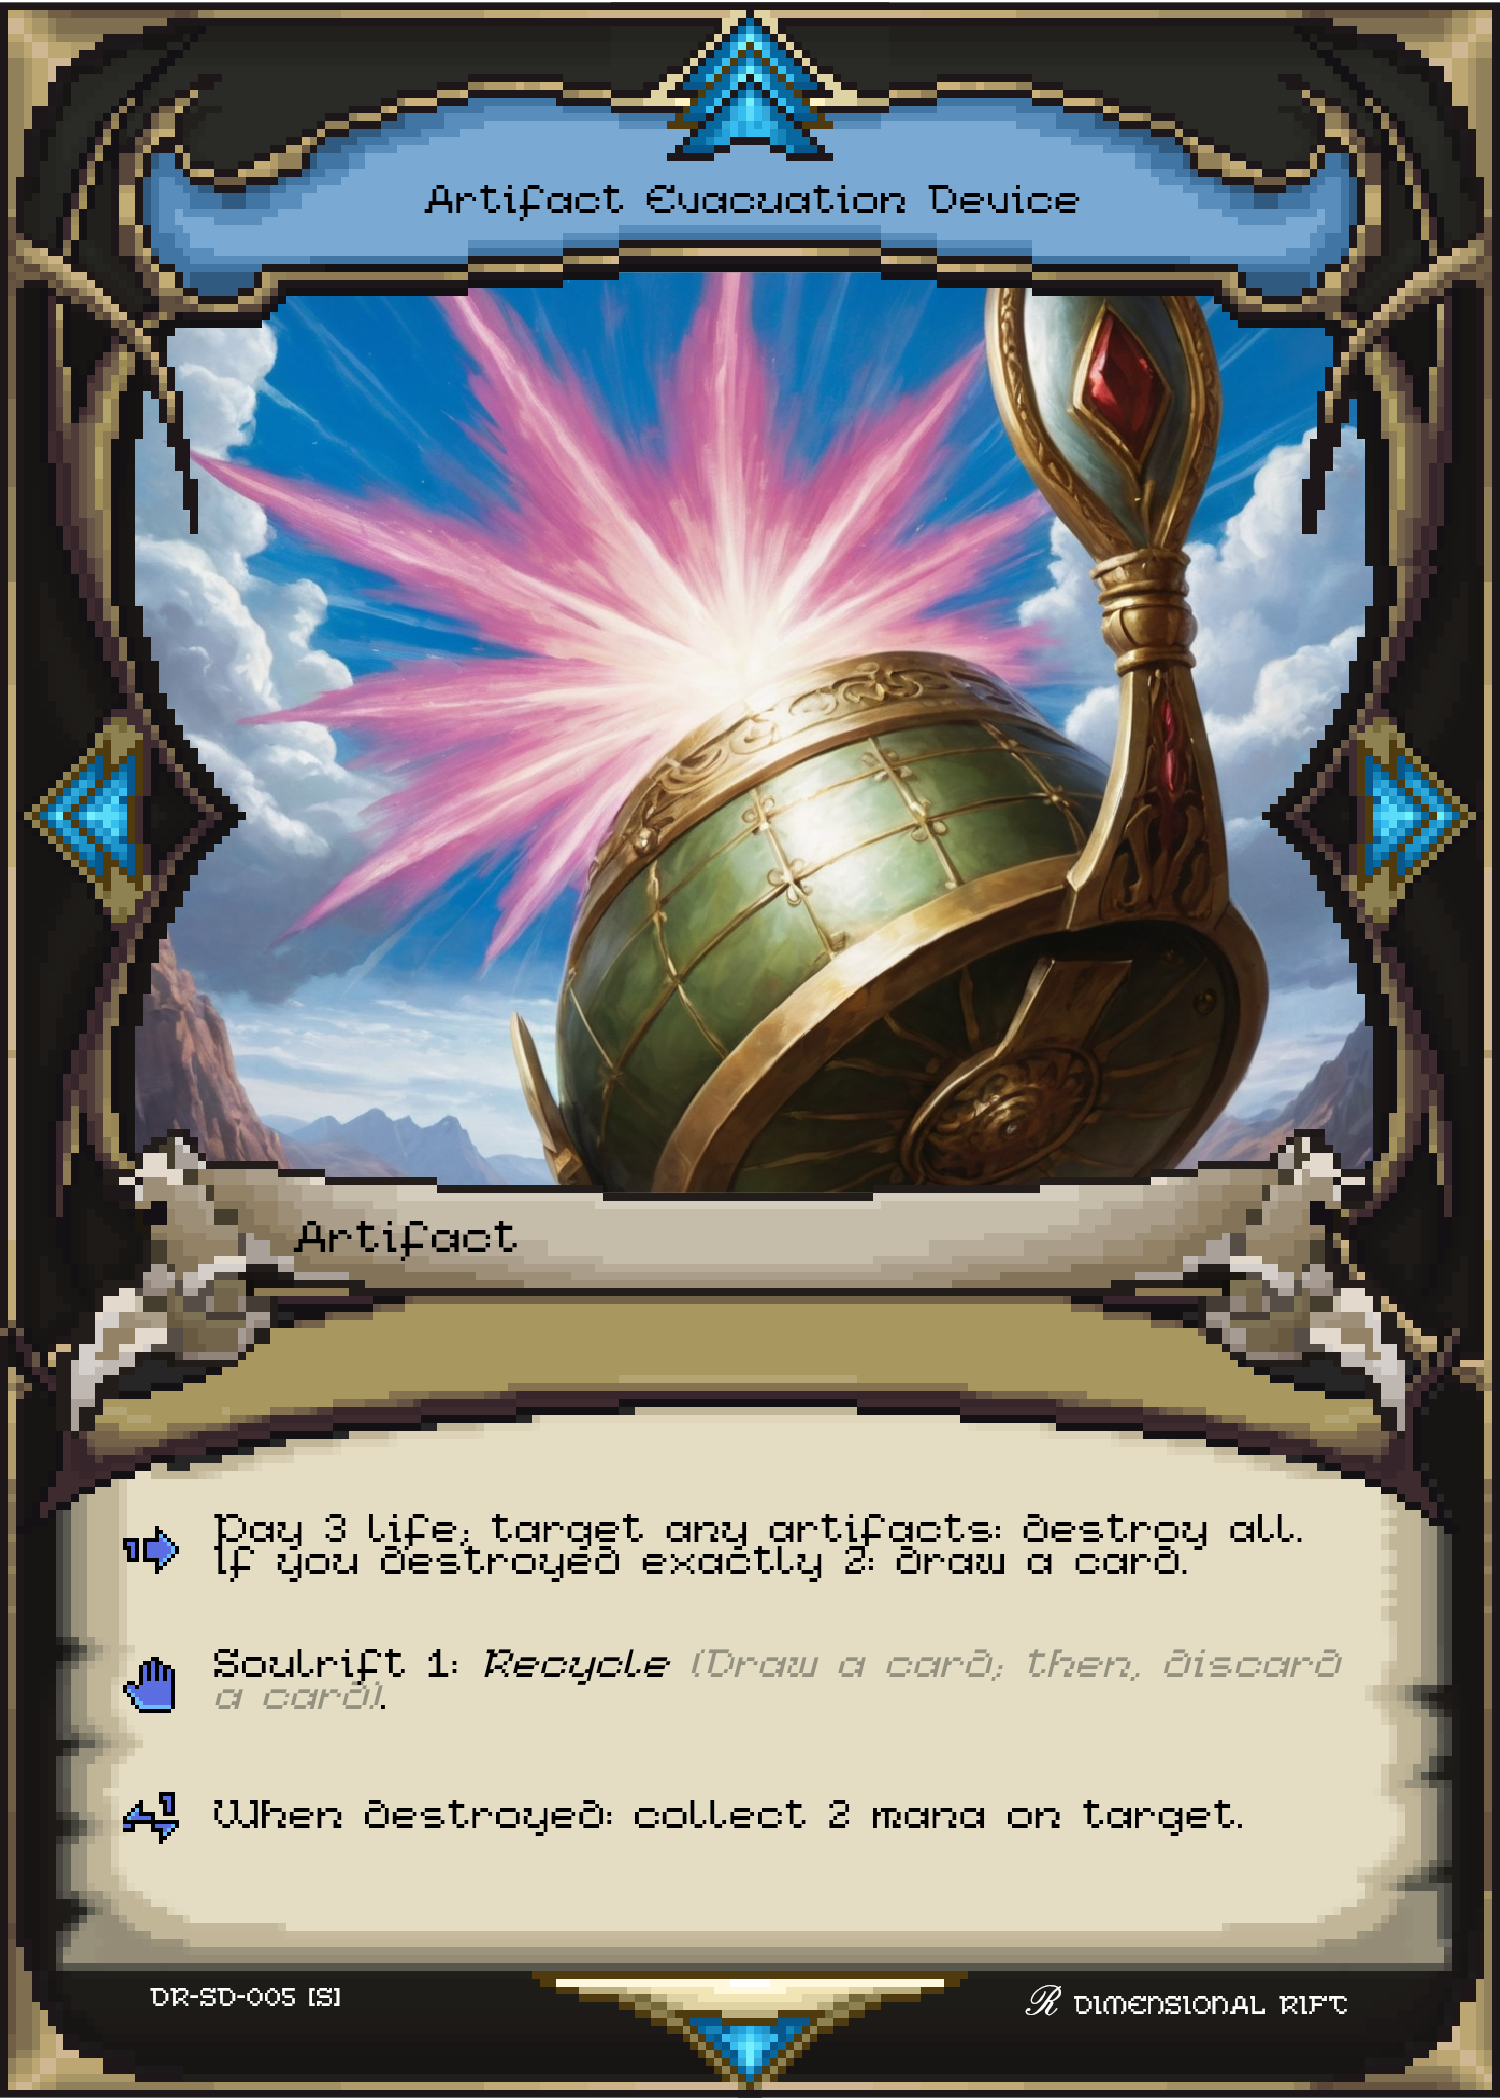 Artifact Evacuation Device
Artifact
1 Pay 3 life; target any artifacts: destroy all.
If you destroyed exactly 2: draw a card.
Soulrift 1: Recycle (Draw a card; then, discard
a card).
1 When destroyed: collect 2 mana on target.
DR-SD-005 [S]
R DIMENSIONAL RIFT